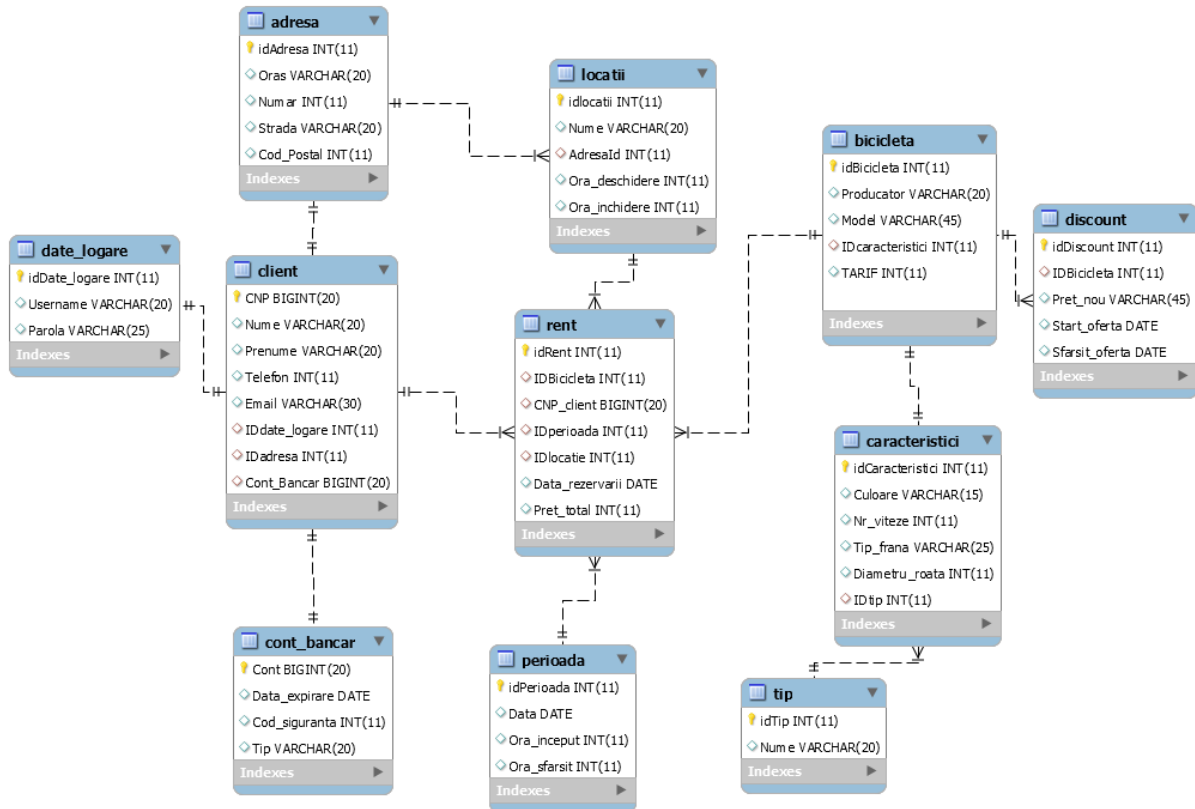 adresa
idAdresa INT(11)
Oras VARCHAR(20)
Numar INT(11)
Strada VARCHAR(20)
Cod_Postal INT(11)
Indexes
locatii
idlocatii INT(11)
Nume VARCHAR(20)
AdresaId INT(11)
Ora_deschidere INT(11)
Ora_inchidere INT(11)
Indexes
bicicleta
idBicicleta INT(11)
Producator VARCHAR(20)
Model VARCHAR(45)
IDcaracteristici INT(11)
TARIF INT(11)
Indexes
discount
idDiscount INT(11)
IDBicicleta INT(11)
Pret_nou VARCHAR(45)
Start_oferta DATE
Sfarsit_oferta DATE
Indexes
date_logare
idDate_logare INT(11)
Username VARCHAR(20)
Parola VARCHAR(25)
Indexes
client
CNP BIGINT(20)
Nume VARCHAR(20)
Prenume VARCHAR(20)
Telefon INT(11)
Email VARCHAR(30)
IDdate_logare INT(11)
IDadresa INT(11)
Cont_Bancar BIGINT(20)
Indexes
rent
idRent INT(11)
IDBicicleta INT(11)
CNP_client BIGINT(20)
IDperioada INT(11)
IDlocatie INT(11)
Data_rezervarii DATE
Pret_total INT(11)
Indexes
caracteristici
idCaracteristici INT(11)
Culoare VARCHAR(15)
Nr_viteze INT(11)
Tip_frana VARCHAR(25)
Diametru_roata INT(11)
IDtip INT(11)
Indexes
cont_bancar
Cont BIGINT(20)
Data_expirare DATE
Cod_siguranta INT(11)
Tip VARCHAR(20)
Indexes
perioada
idPerioada INT(11)
Data DATE
Ora_inceput INT(11)
Ora_sfarsit INT(11)
Indexes
tip
idTip INT(11)
Nume VARCHAR(20)
Indexes